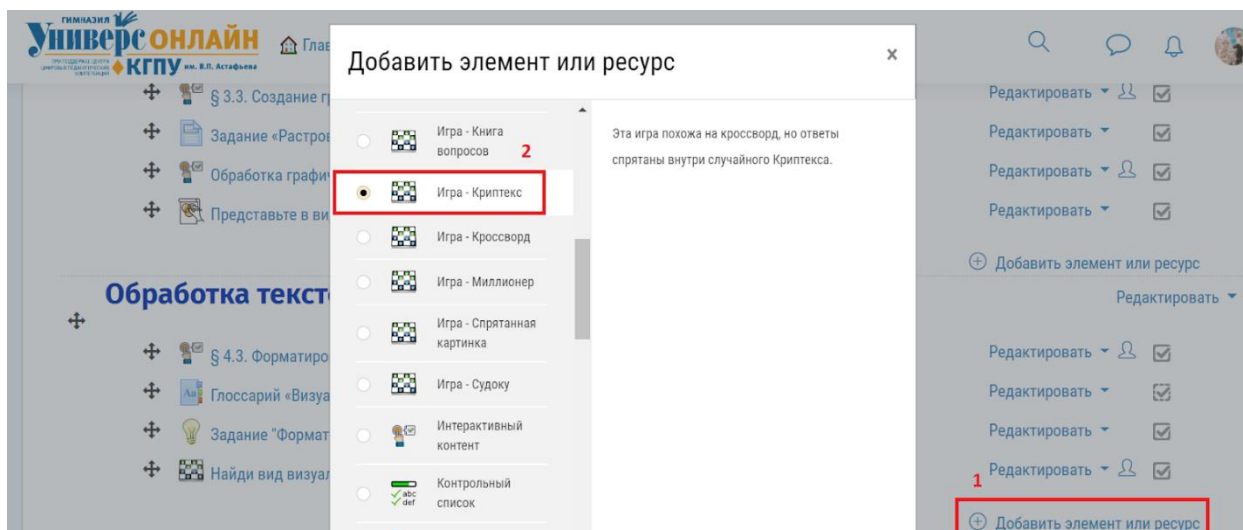 ГИМНАЗИЯ
Универс ОНЛАЙН
КГПУ им. В.П. Астафьева
Глав
Добавить элемент или ресурс
×
§ 3.3. Создание гр
Редактировать
Игра - Книга
вопросов
2
Эта игра похожа на кроссворд, но ответы
спрятаны внутри случайного Криптекса.
Задание «Растров
Редактировать
Обработка графич
Редактировать
Игра - Криптекс
Представьте в ви
Редактировать
Игра - Кроссворд
Добавить элемент или ресурс
Игра - Миллионер
Обработка тексто
Редактировать
Игра - Спрятанная
картинка
§ 4.3. Форматиро
Редактировать
Игра - Судоку
Глоссарий «Визуа
Редактировать
Интерактивный
контент
Задание "Формат
Редактировать
Найди вид визуал
Редактировать
1
Контрольный
список
abc
def
Добавить элемент или ресурс